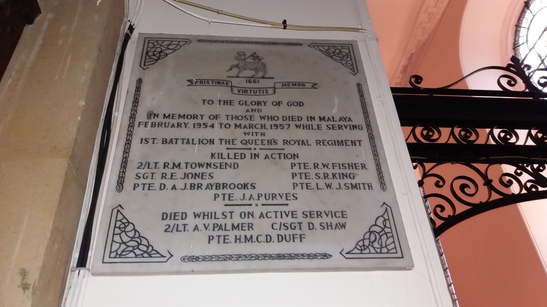 1661
PRISTINAE VIRTUTIS MEMOR
TO THE GLORY OF GOD
AND
IN MEMORY OF THOSE WHO DIED IN MALAYA
FEBRUARY, 1954 TO MARCH, 1957 WHILE SERVING
WITH
1ST. BATTALION THE QUEEN'S ROYAL REGIMENT
KILLED IN ACTION
2/LT. R.M. TOWNSEND PTE. R.W. FISHER
SGT R.E. JONES PTE. S.R. KING
PTE. D.A.J. BRAYBROOKS PTE. L.W.J. SMITH
PTE. J.A. PURVES
DIED WHILST ON ACTIVE SERVICE
2/LT. A.V. PALMER C/SGT D. SHAW
PTE. H.M.C.D. DUFF